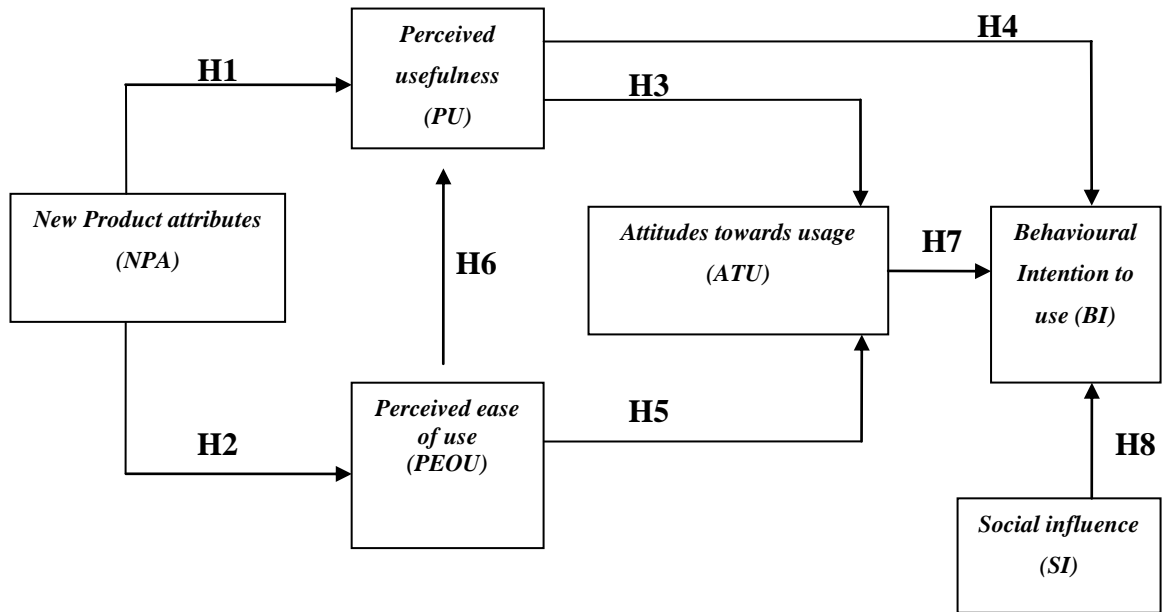 Perceived
usefulness
(PU)
H4
H1
H3
New Product attributes
(NPA)
H6
Attitudes towards usage
(ATU)
H7
Behavioural
Intention to
use (BI)
Perceived ease
of use
(PEOU)
H5
H2
H8
Social influence
(SI)